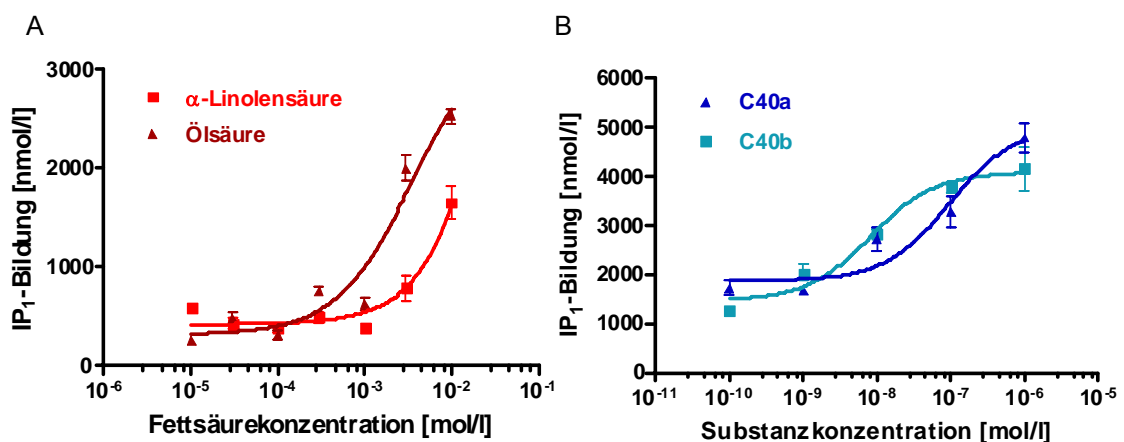 A
IP₁-Bildung [nmol/l]
3000
2000
1000
0
α-Linolensäure
Ölsäure
10⁻⁶
10⁻⁵
10⁻⁴
10⁻³
10⁻²
10⁻¹
Fettsäurekonzentration [mol/l]
B
IP₁-Bildung [nmol/l]
6000
5000
4000
3000
2000
1000
0
C40a
C40b
10⁻¹¹
10⁻¹⁰
10⁻⁹
10⁻⁸
10⁻⁷
10⁻⁶
10⁻⁵
Substanzkonzentration [mol/l]